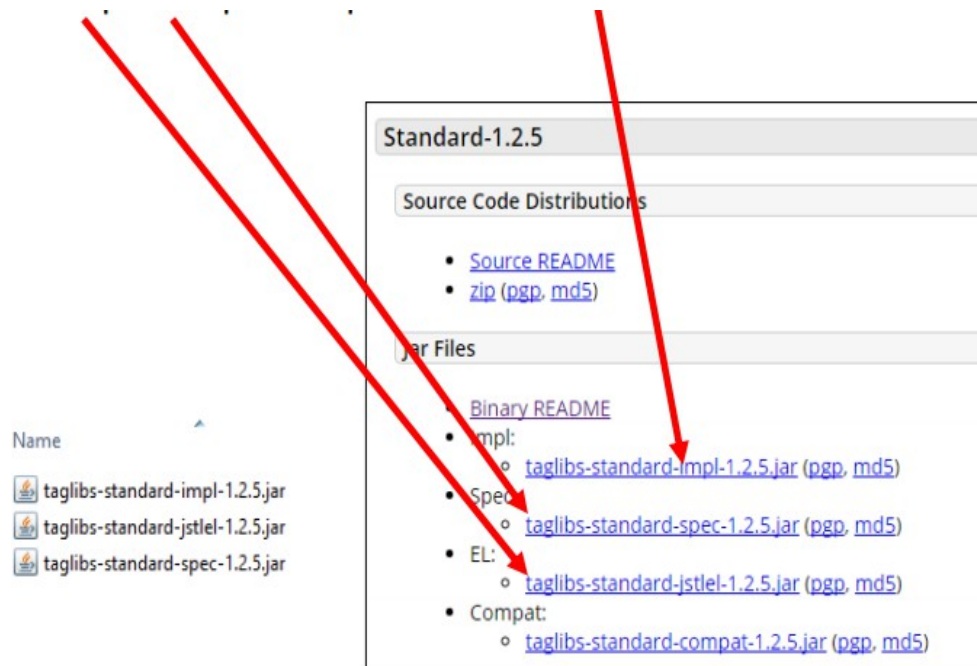 Standard-1.2.5
Source Code Distributions
Source README
zip (pgp, md5)
Jar Files
Binary README
Impl:
taglibs-standard-impl-1.2.5.jar (pgp, md5)
Spec:
taglibs-standard-spec-1.2.5.jar (pgp, md5)
EL:
taglibs-standard-jstlel-1.2.5.jar (pgp, md5)
Compat:
taglibs-standard-compat-1.2.5.jar (pgp, md5)
Name
taglibs-standard-impl-1.2.5.jar
taglibs-standard-jstlel-1.2.5.jar
taglibs-standard-spec-1.2.5.jar